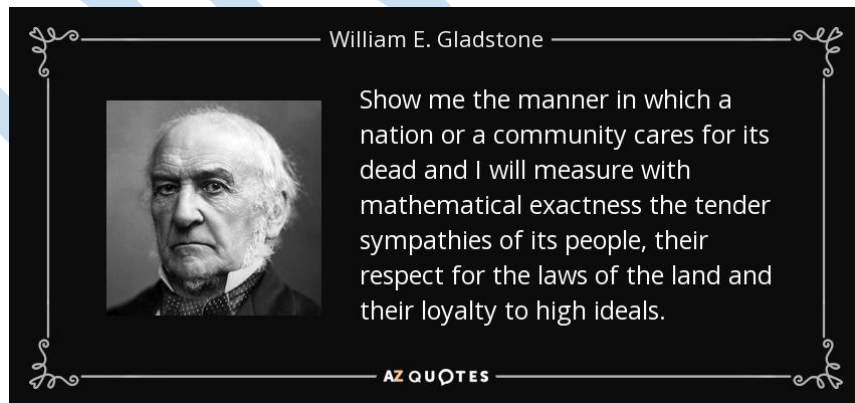 William E. Gladstone
Show me the manner in which a
nation or a community cares for its
dead and I will measure with
mathematical exactness the tender
sympathies of its people, their
respect for the laws of the land and
their loyalty to high ideals.
AZ QUOTES